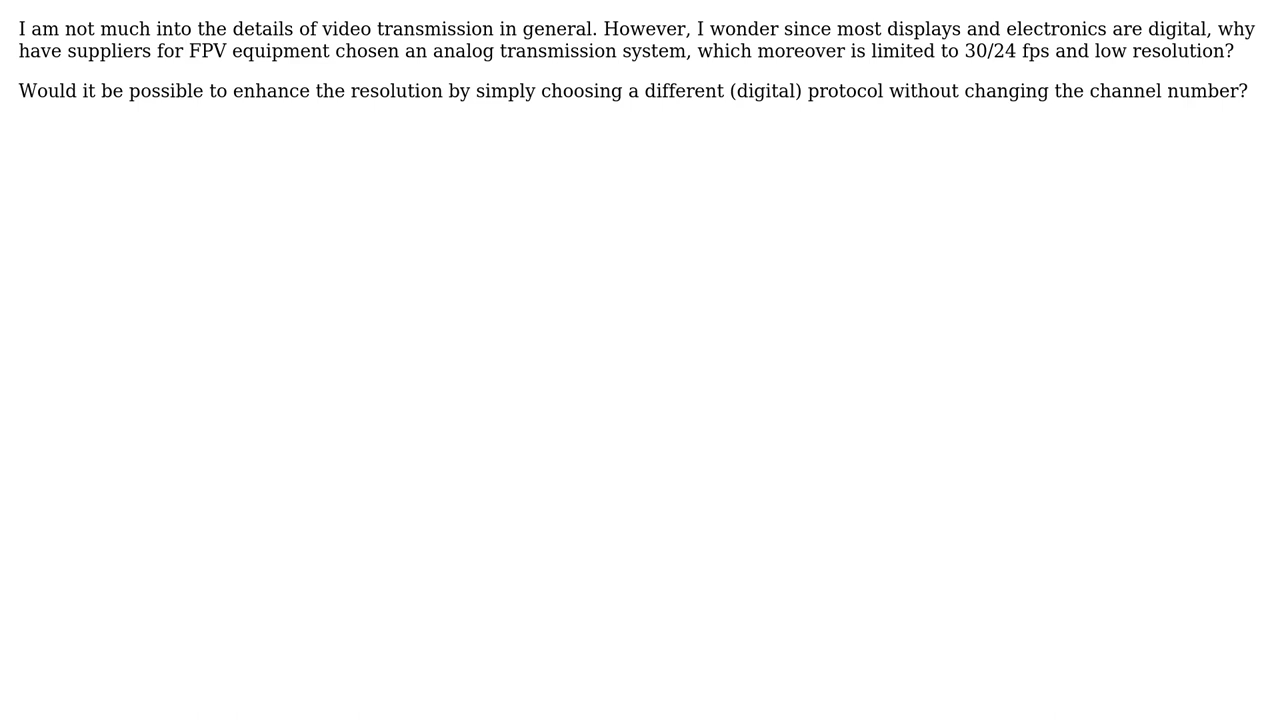 I am not much into the details of video transmission in general. However, I wonder since most displays and electronics are digital, why
have suppliers for FPV equipment chosen an analog transmission system, which moreover is limited to 30/24 fps and low resolution?
Would it be possible to enhance the resolution by simply choosing a different (digital) protocol without changing the channel number?